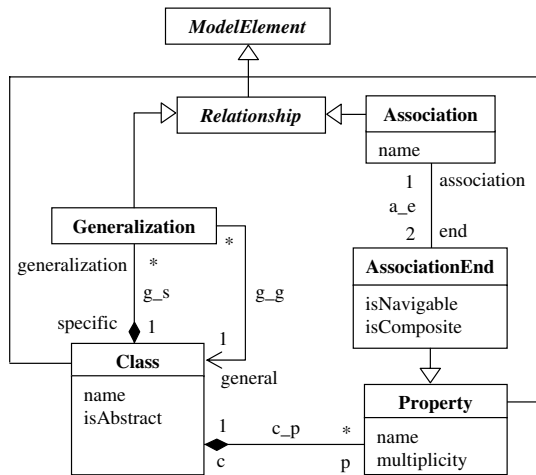 ModelElement
Relationship
Association
name
1
association
a_e
2
end
Generalization
generalization
*
*
g_s
g_g
specific
1
1
general
AssociationEnd
isNavigable
isComposite
Class
name
isAbstract
1
c_p
*
c
p
Property
name
multiplicity